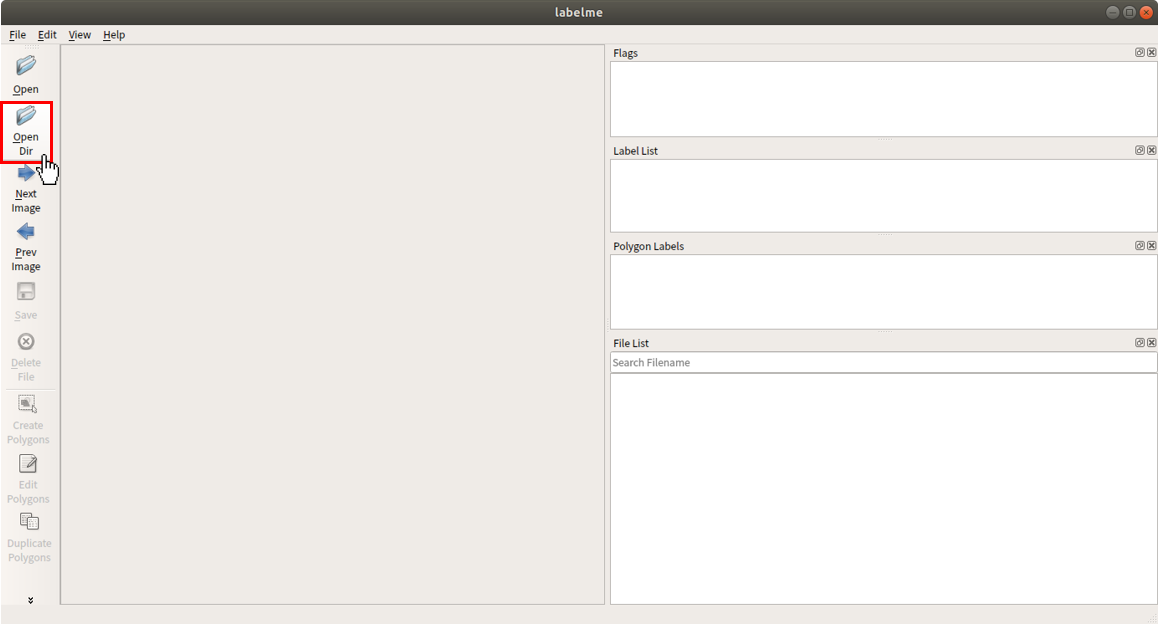 labelme
File Edit View Help
Open
Open
Dir
Next
Image
Prev
Image
Save
Delete
File
Create
Polygons
Edit
Polygons
Duplicate
Polygons
Flags
Label List
Polygon Labels
File List
Search Filename